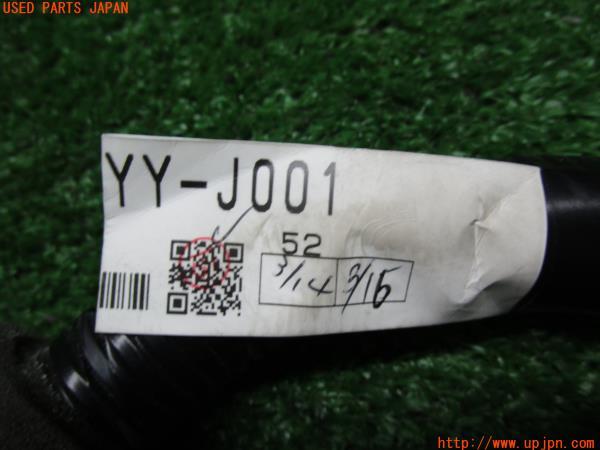 USED PARTS JAPAN
YY-J001
52
3/14 3/15
http://www.upjpn.com/